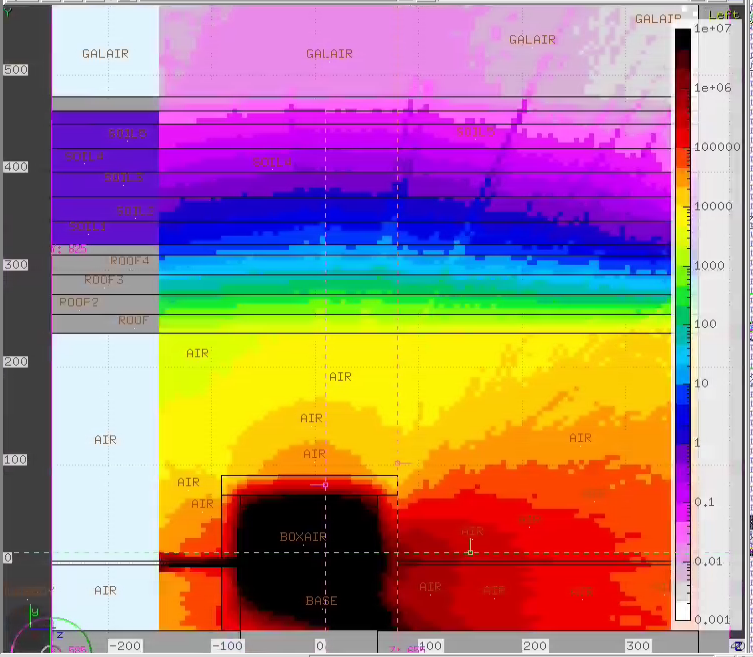 Y Left
GALAIR
GALAIR GALAIR GALAIR
1e+07
1e+06
100000
10000
1000
100
10
1
0.1
0.01
0.001
500
400
300
200
100
0
SOIL6 SOIL5
SOIL4 SOIL4
SOIL3
SOIL2
SOIL1
ROOF4
ROOF3
ROOF2
ROOF
AIR
AIR
AIR
AIR AIR
AIR
AIR
AIR
AIR
BOXAIR
AIR AIR AIR
BASE
y
z
-200 -100 0 100 200 300